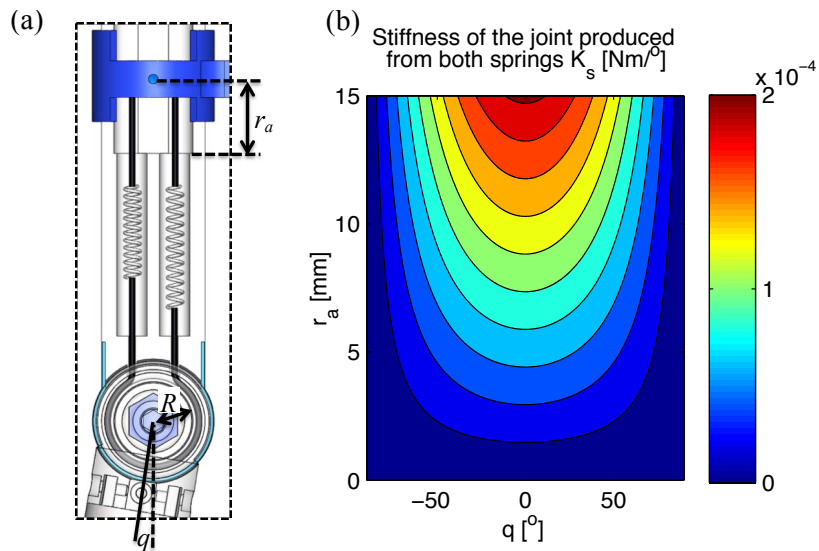 (a)
r_a
R
q
(b)
Stiffness of the joint produced
from both springs K_s [Nm/°]
x 10⁻⁴
15
10
5
0
r_a [mm]
−50
0
50
q [°]
2
1
0